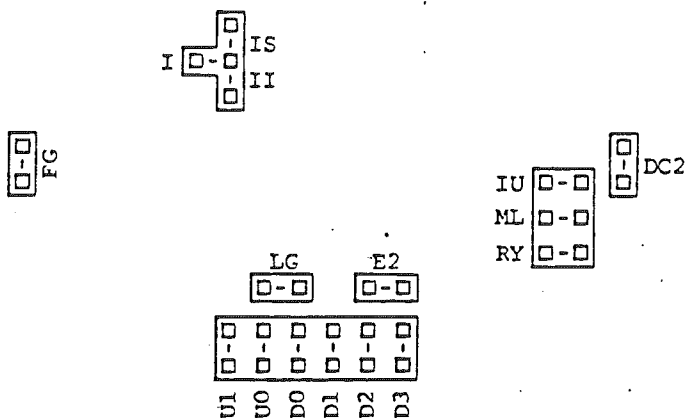 IS
I
II
FG
DC2
IU
ML
RY
LG E2
U1 U0 D0 D1 D2 D3